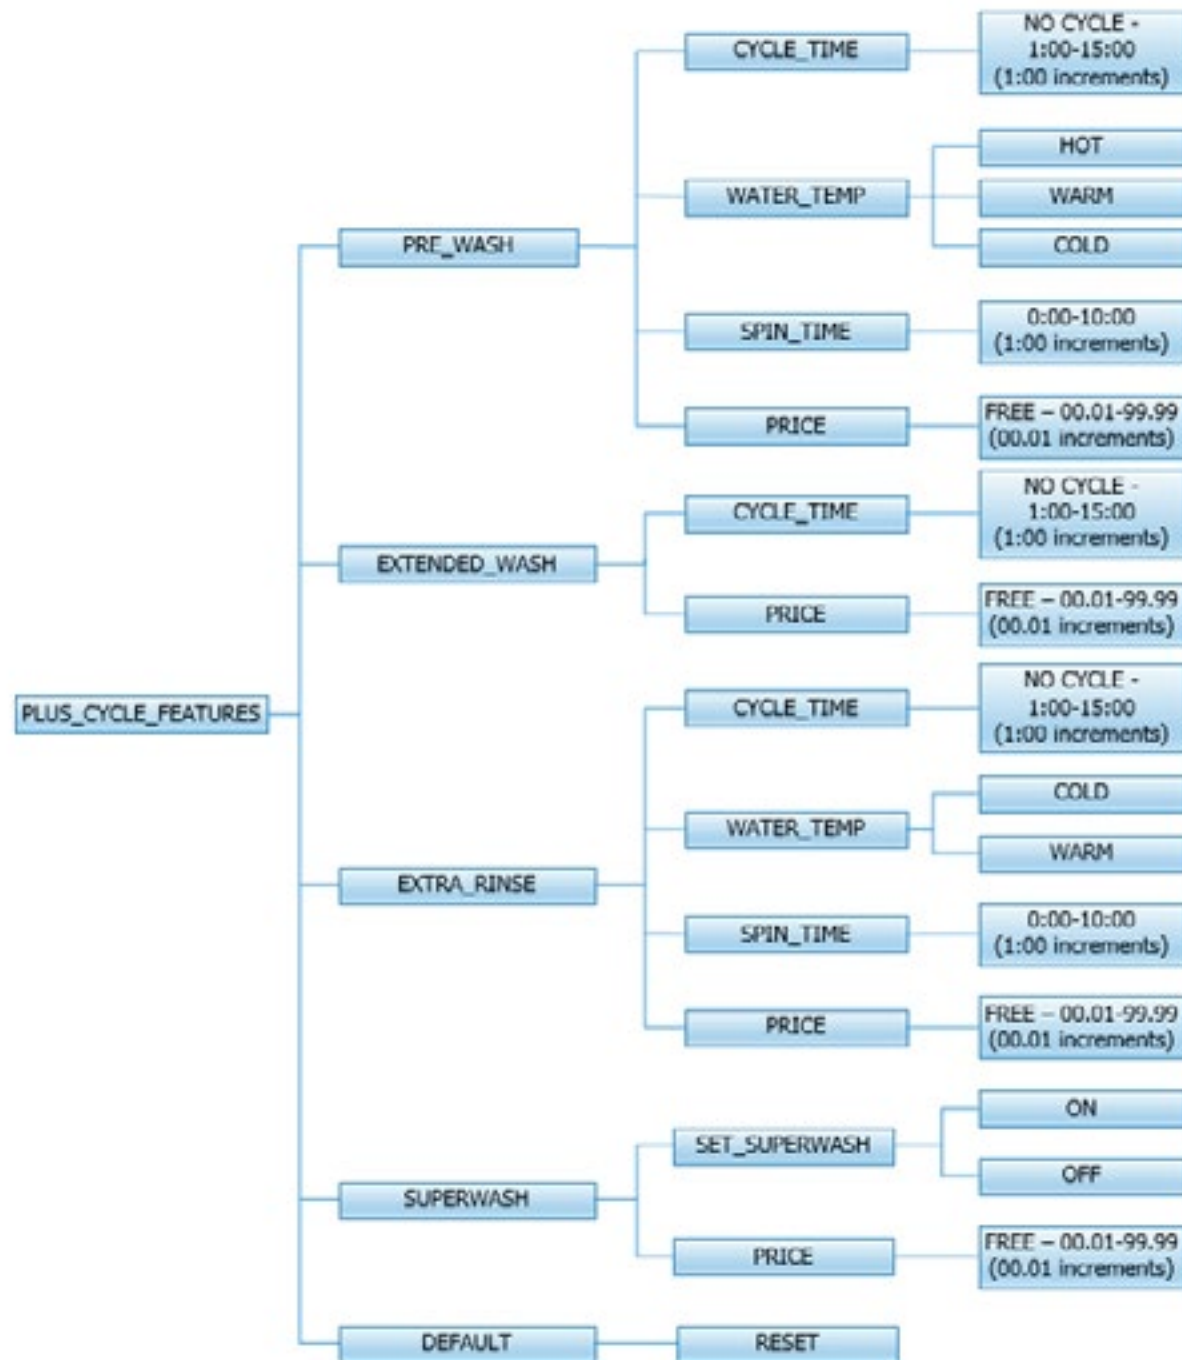 PLUS_CYCLE_FEATURES
PRE_WASH
CYCLE_TIME
NO CYCLE -
1:00-15:00
(1:00 increments)
WATER_TEMP
HOT
WARM
COLD
SPIN_TIME
0:00-10:00
(1:00 increments)
PRICE
FREE – 00.01-99.99
(00.01 increments)
EXTENDED_WASH
CYCLE_TIME
NO CYCLE -
1:00-15:00
(1:00 increments)
PRICE
FREE – 00.01-99.99
(00.01 increments)
EXTRA_RINSE
CYCLE_TIME
NO CYCLE -
1:00-15:00
(1:00 increments)
WATER_TEMP
COLD
WARM
SPIN_TIME
0:00-10:00
(1:00 increments)
PRICE
FREE – 00.01-99.99
(00.01 increments)
SUPERWASH
SET_SUPERWASH
ON
OFF
PRICE
FREE – 00.01-99.99
(00.01 increments)
DEFAULT
RESET